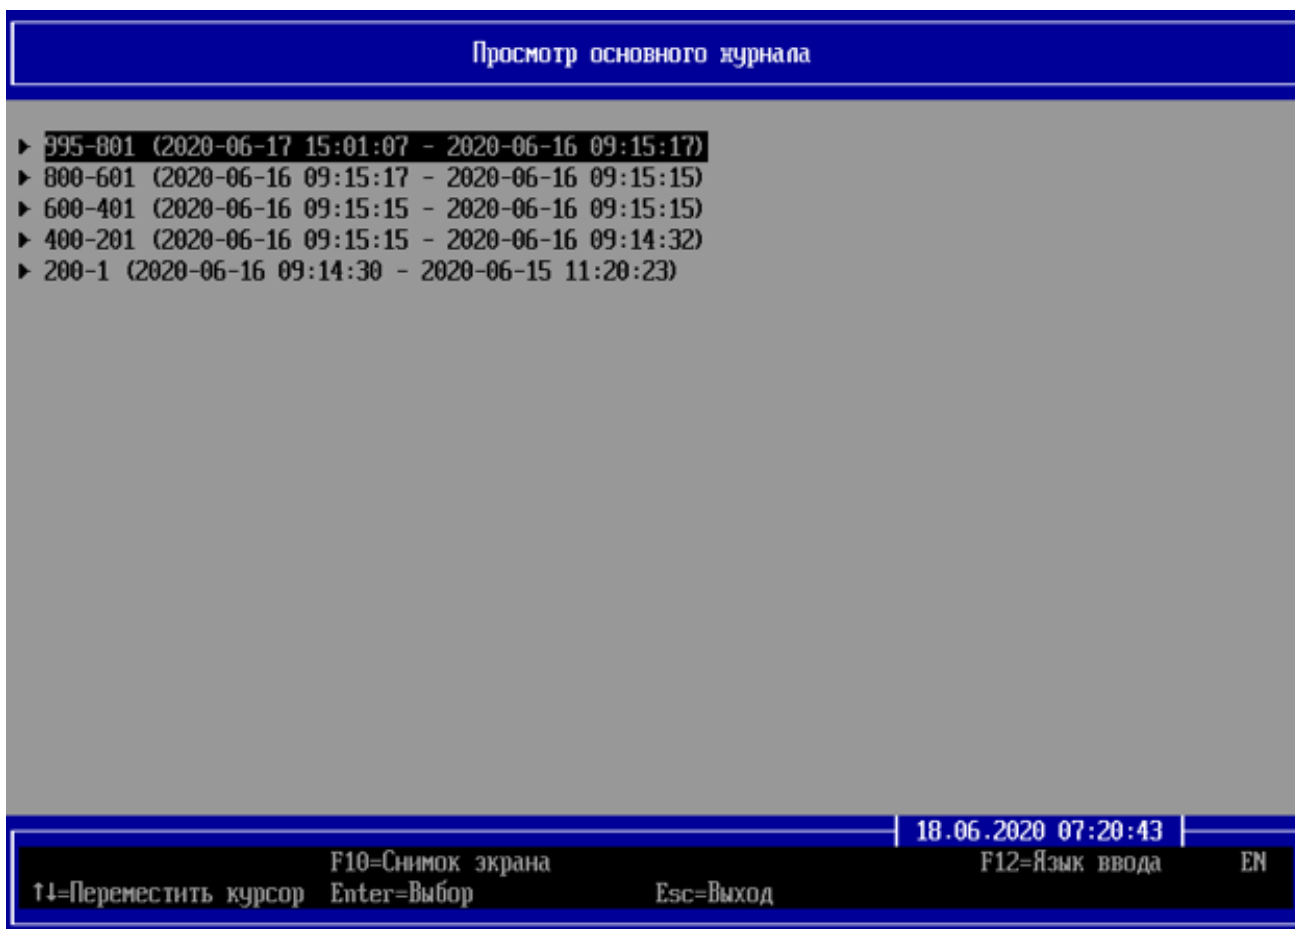 Просмотр основного журнала
995-801 (2020-06-17 15:01:07 - 2020-06-16 09:15:17)
800-601 (2020-06-16 09:15:17 - 2020-06-16 09:15:15)
600-401 (2020-06-16 09:15:15 - 2020-06-16 09:15:15)
400-201 (2020-06-16 09:15:15 - 2020-06-16 09:14:32)
200-1 (2020-06-16 09:14:30 - 2020-06-15 11:20:23)
18.06.2020 07:20:43
F10=Снимок экрана F12=Язык ввода EN
↑↓=Переместить курсор Enter=Выбор Esc=Выход